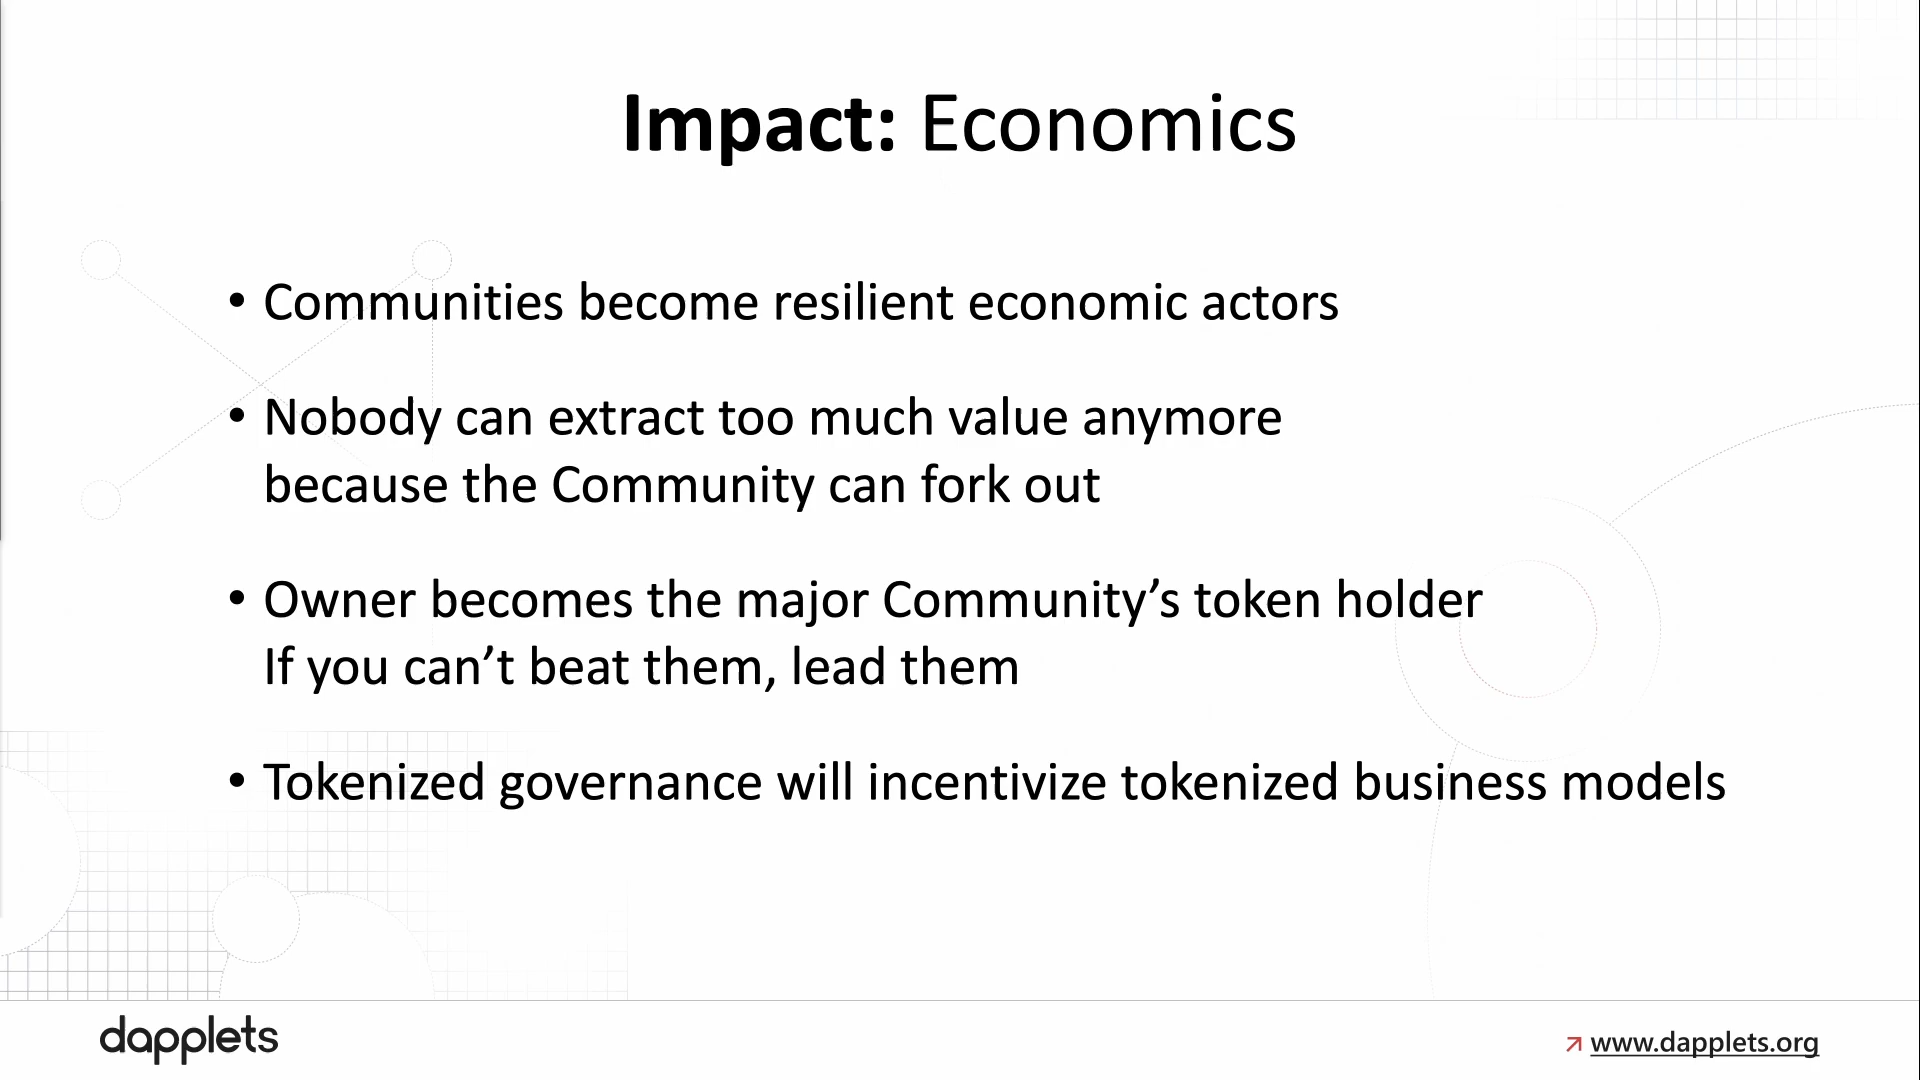 Impact: Economics
• Communities become resilient economic actors
• Nobody can extract too much value anymore
because the Community can fork out
• Owner becomes the major Community’s token holder
If you can’t beat them, lead them
• Tokenized governance will incentivize tokenized business models
dapplets
www.dapplets.org